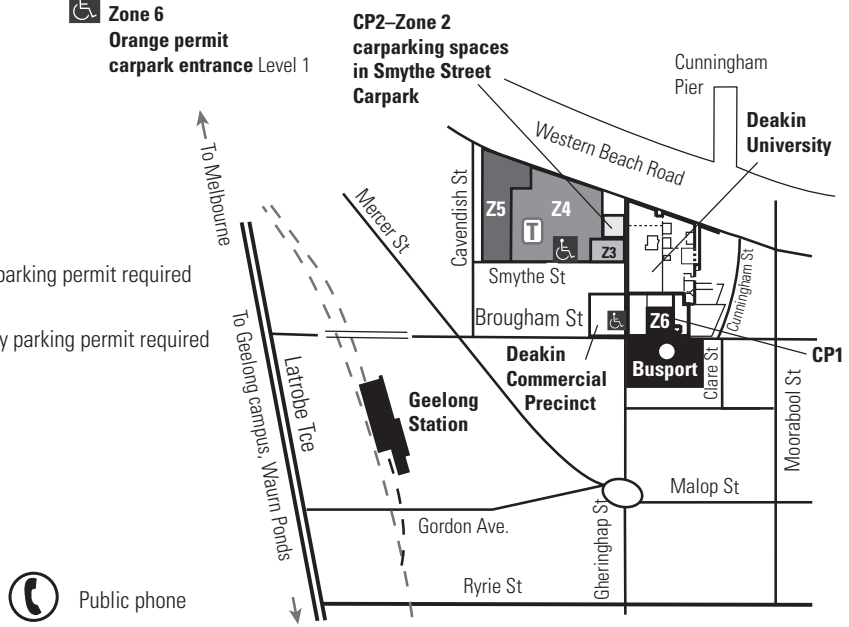 Zone 6
Orange permit
carpark entrance Level 1
CP2–Zone 2
carparking spaces
in Smythe Street
Carpark
Cunningham
Pier
Deakin
University
Western Beach Road
To Melbourne
Mercer St
Cavendish St
Z5
Z4
T
Z3
Smythe St
Cunningham St
parking permit required
Brougham St
Z6
y parking permit required
To Geelong campus, Waurn Ponds
Latrobe Tce
Deakin
Commercial
Precinct
Busport
Clare St
CP1
Geelong
Station
Moorabool St
Malop St
Gordon Ave.
Gheringhap St
Ryrie St
Public phone